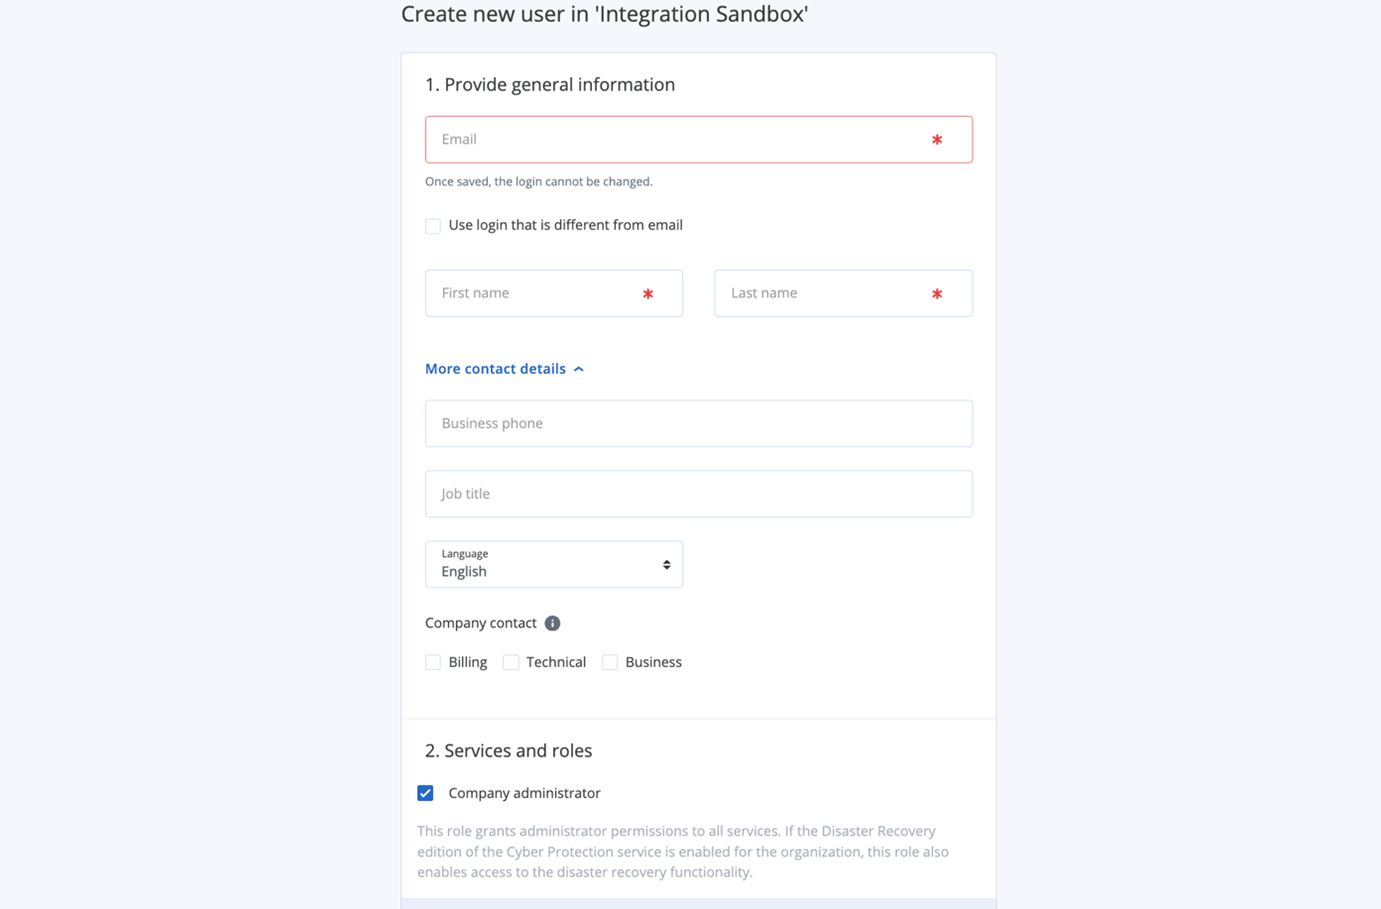 Create new user in 'Integration Sandbox'
1. Provide general information
Email *
Once saved, the login cannot be changed.
Use login that is different from email
First name * Last name *
More contact details
Business phone
Job title
Language
English
Company contact i
Billing Technical Business
2. Services and roles
Company administrator
This role grants administrator permissions to all services. If the Disaster Recovery
edition of the Cyber Protection service is enabled for the organization, this role also
enables access to the disaster recovery functionality.